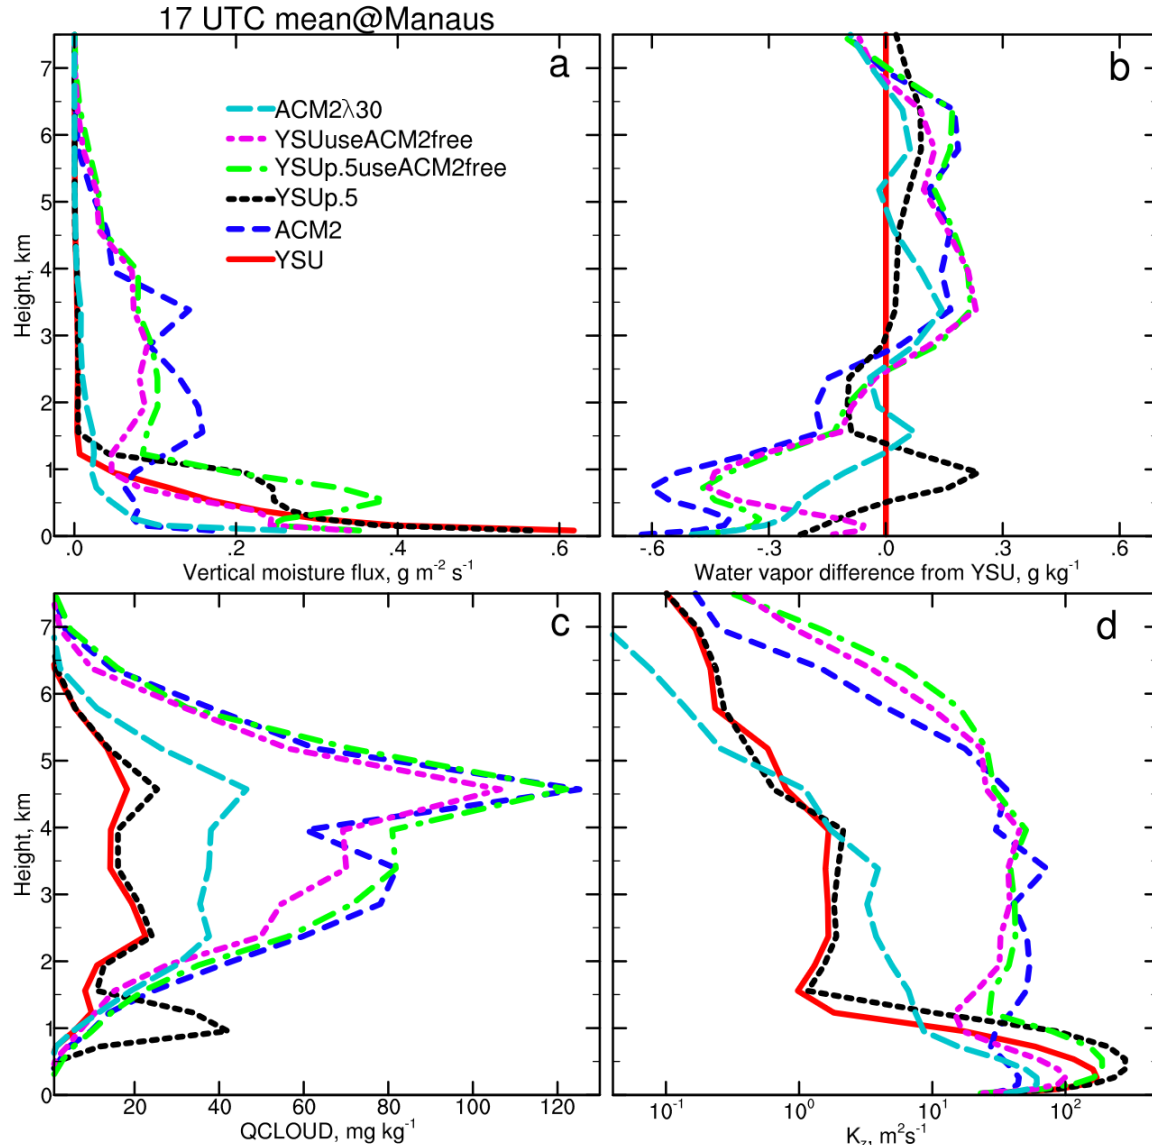 17 UTC mean@Manaus
a
b
7
6
5
4
3
2
1
0
Height, km
ACM2λ30
YSUuseACM2free
YSUp.5useACM2free
YSUp.5
ACM2
YSU
.0 .2 .4 .6
Vertical moisture flux, g m⁻² s⁻¹
-.6 -.3 .0 .3 .6
Water vapor difference from YSU, g kg⁻¹
c
d
7
6
5
4
3
2
1
0
Height, km
20 40 60 80 100 120
QCLOUD, mg kg⁻¹
10⁻¹ 10⁰ 10¹ 10²
K_z, m²s⁻¹